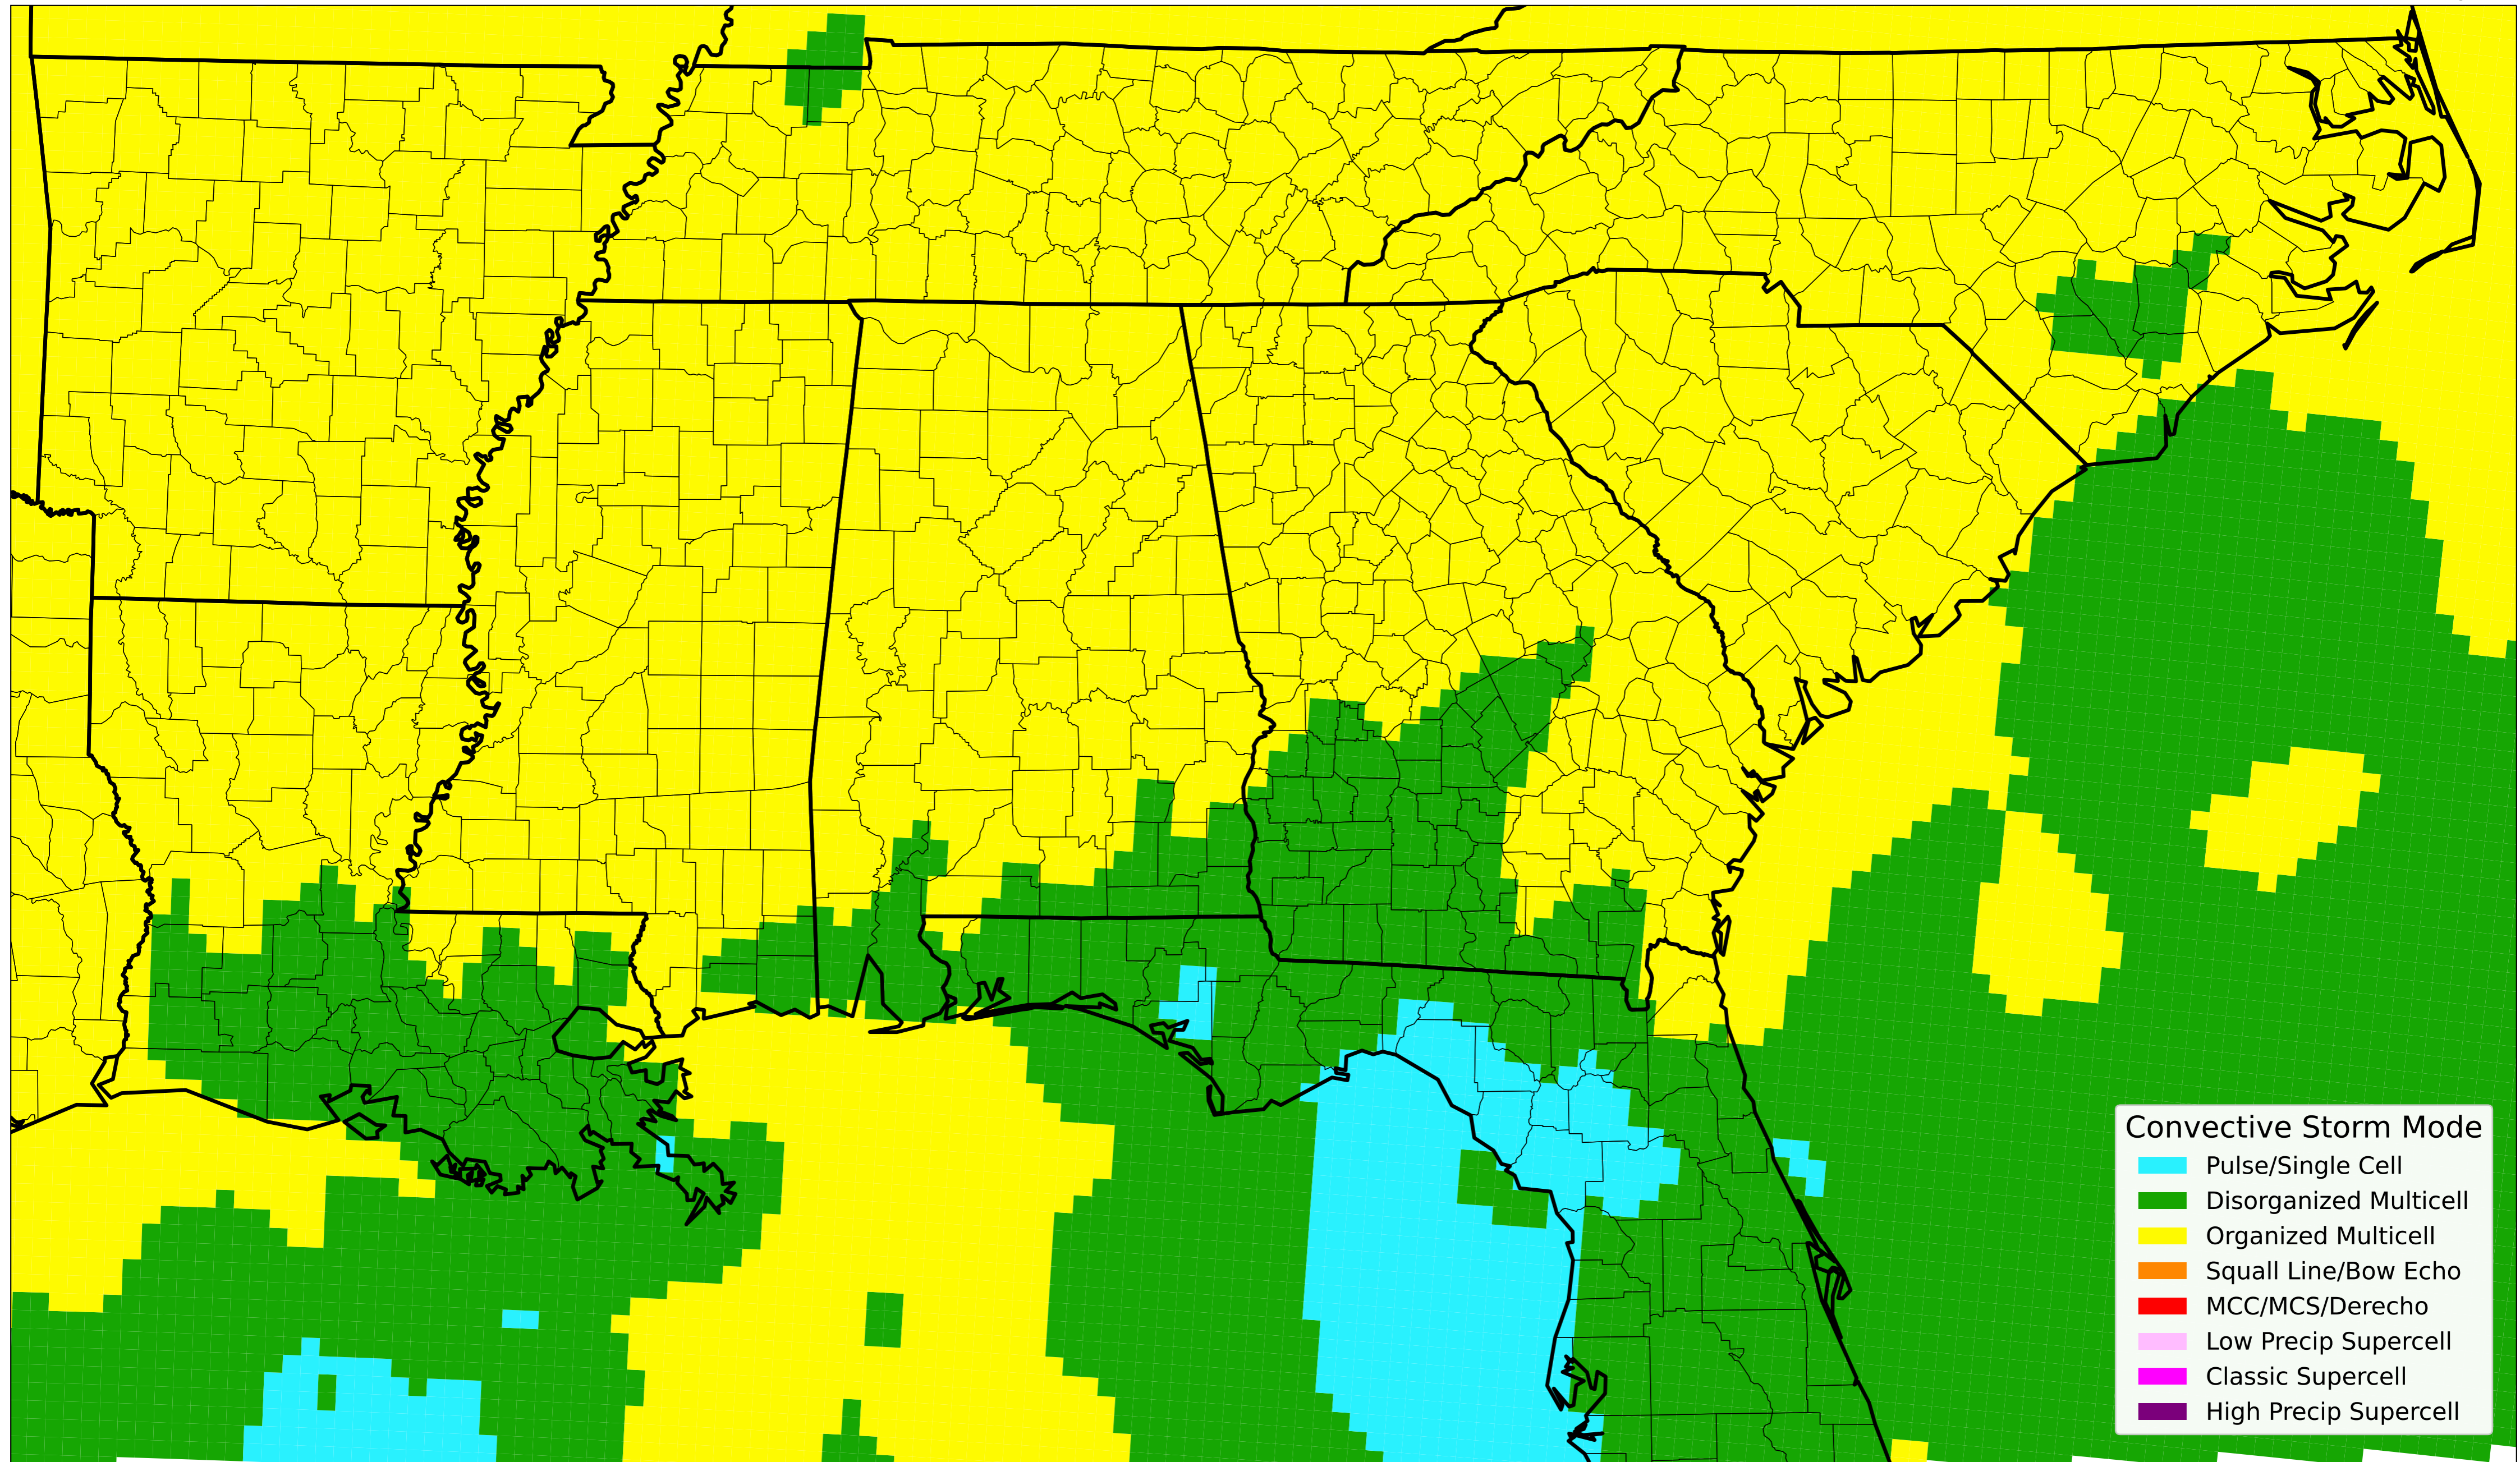 Convective Storm Mode
Pulse/Single Cell
Disorganized Multicell
Organized Multicell
Squall Line/Bow Echo
MCC/MCS/Derecho
Low Precip Supercell
Classic Supercell
High Precip Supercell